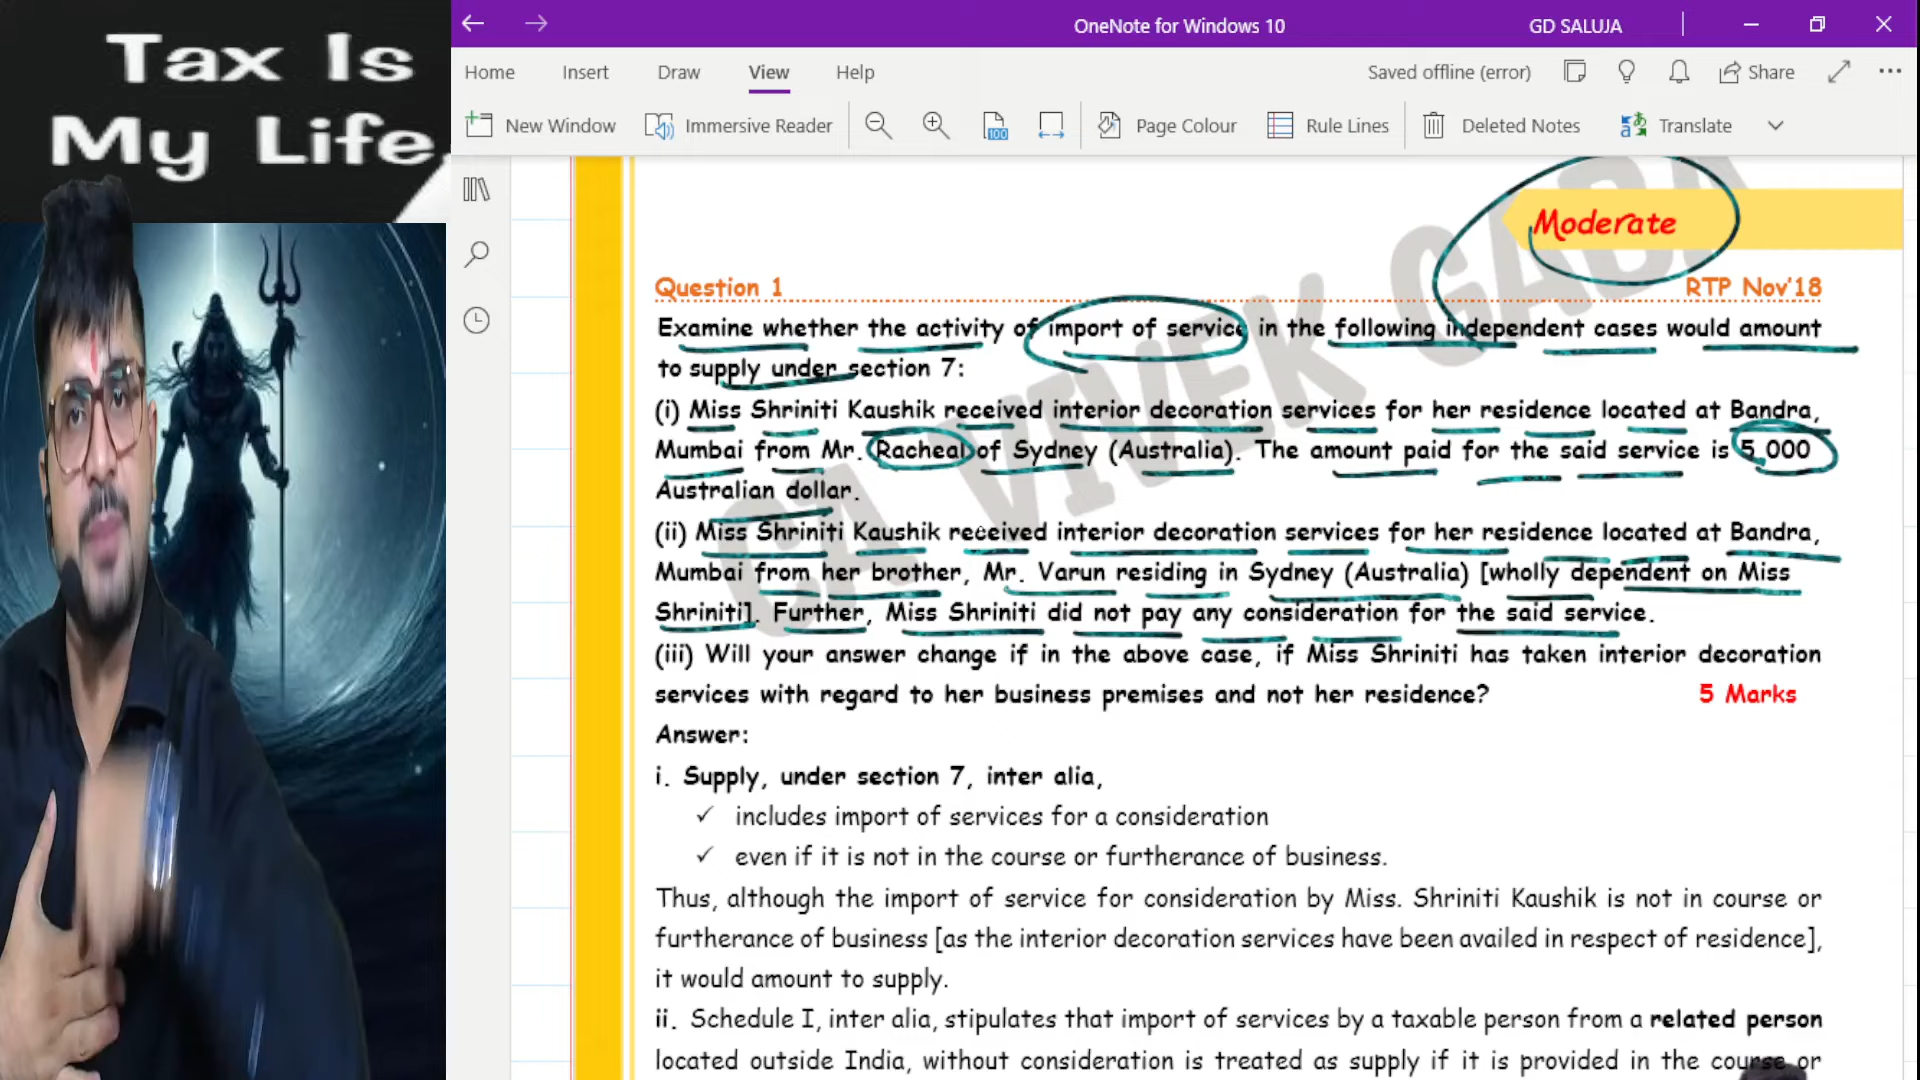 Tax Is
My Life.
OneNote for Windows 10
GD SALUJA
Home Insert Draw View Help
Saved offline (error)
Share
New Window
Immersive Reader
100
Page Colour
Rule Lines
Deleted Notes
Translate
CA VIVEK GABA
Moderate
Question 1 RTP Nov'18
Examine whether the activity of import of service in the following independent cases would amount
to supply under section 7:
(i) Miss Shriniti Kaushik received interior decoration services for her residence located at Bandra,
Mumbai from Mr. Racheal of Sydney (Australia). The amount paid for the said service is 5,000
Australian dollar.
(ii) Miss Shriniti Kaushik received interior decoration services for her residence located at Bandra,
Mumbai from her brother, Mr. Varun residing in Sydney (Australia) [wholly dependent on Miss
Shriniti]. Further, Miss Shriniti did not pay any consideration for the said service.
(iii) Will your answer change if in the above case, if Miss Shriniti has taken interior decoration
services with regard to her business premises and not her residence? 5 Marks
Answer:
i. Supply, under section 7, inter alia,
✓ includes import of services for a consideration
✓ even if it is not in the course or furtherance of business.
Thus, although the import of service for consideration by Miss. Shriniti Kaushik is not in course or
furtherance of business [as the interior decoration services have been availed in respect of residence],
it would amount to supply.
ii. Schedule I, inter alia, stipulates that import of services by a taxable person from a related person
located outside India, without consideration is treated as supply if it is provided in the course or